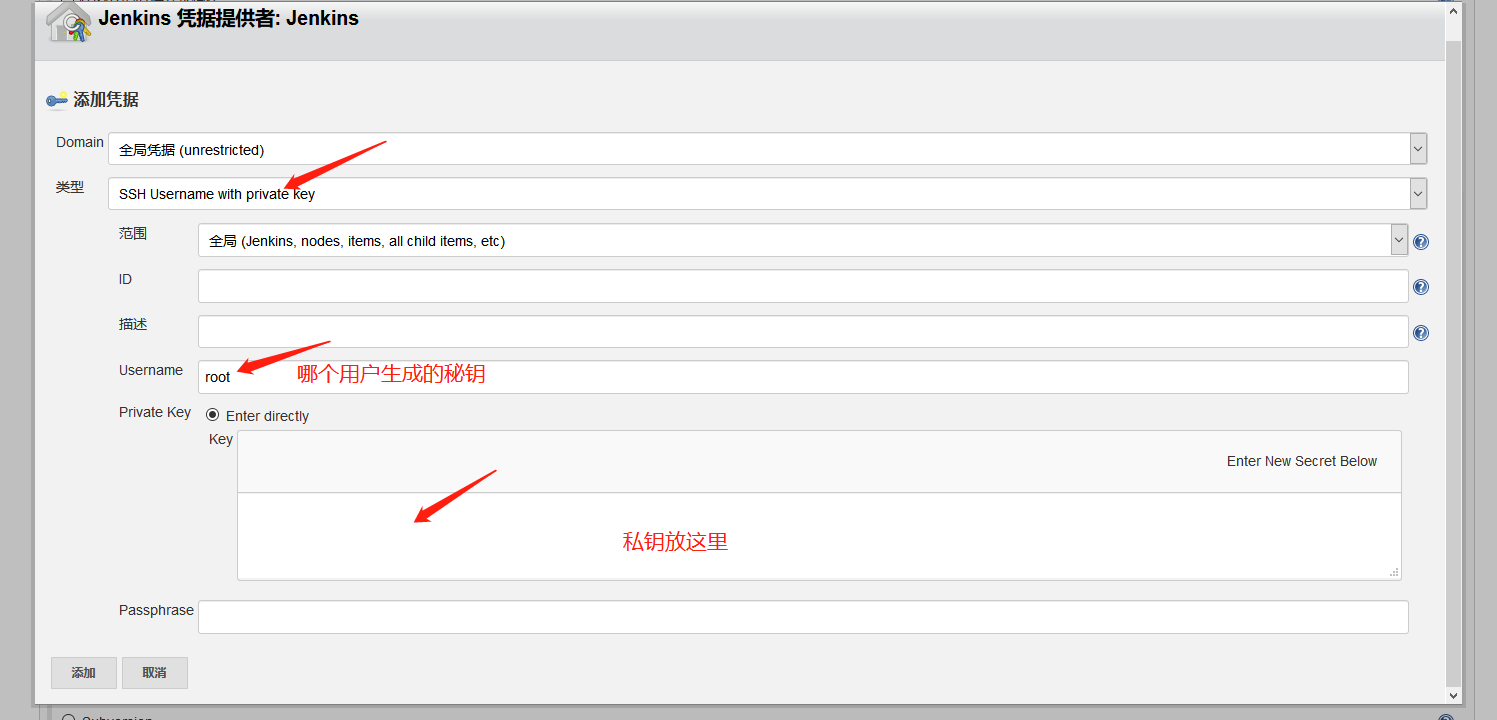 Jenkins 凭据提供者: Jenkins
添加凭据
Domain
全局凭据 (unrestricted)
类型
SSH Username with private key
范围
全局 (Jenkins, nodes, items, all child items, etc)
ID
描述
Username
root
哪个用户生成的秘钥
Private Key
Enter directly
Key
Enter New Secret Below
私钥放这里
Passphrase
添加
取消
Subversion